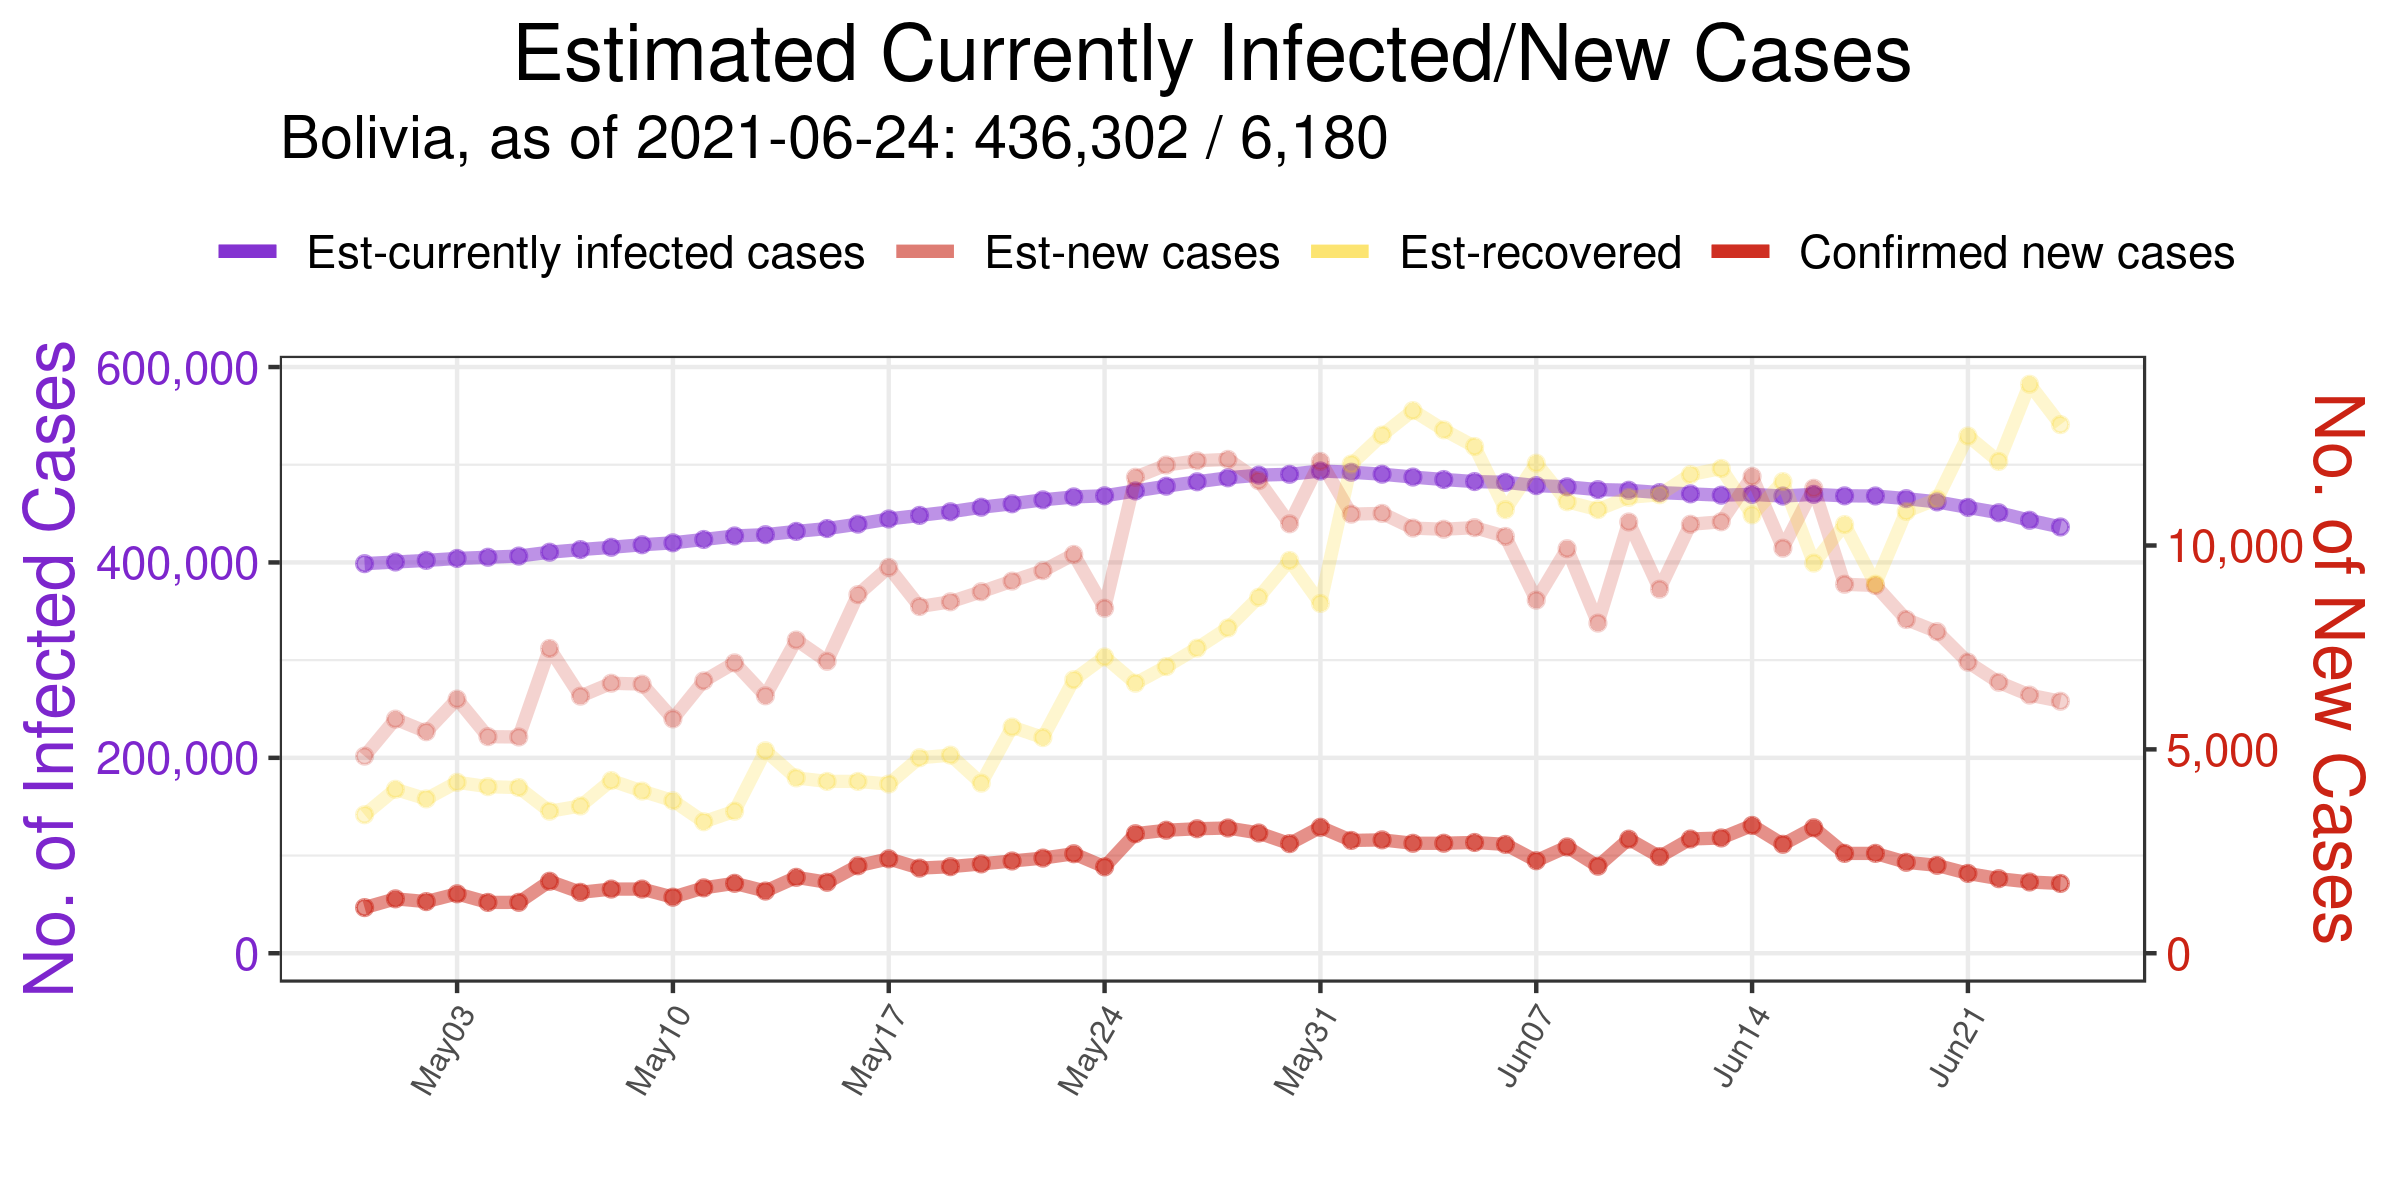 Estimated Currently Infected/New Cases
Bolivia, as of 2021-06-24: 436,302 / 6,180
Est-currently infected cases Est-new cases Est-recovered Confirmed new cases
No. of Infected Cases
600,000
400,000
200,000
0
10,000
5,000
0
No. of New Cases
May03 May10 May17 May24 May31 Jun07 Jun14 Jun21